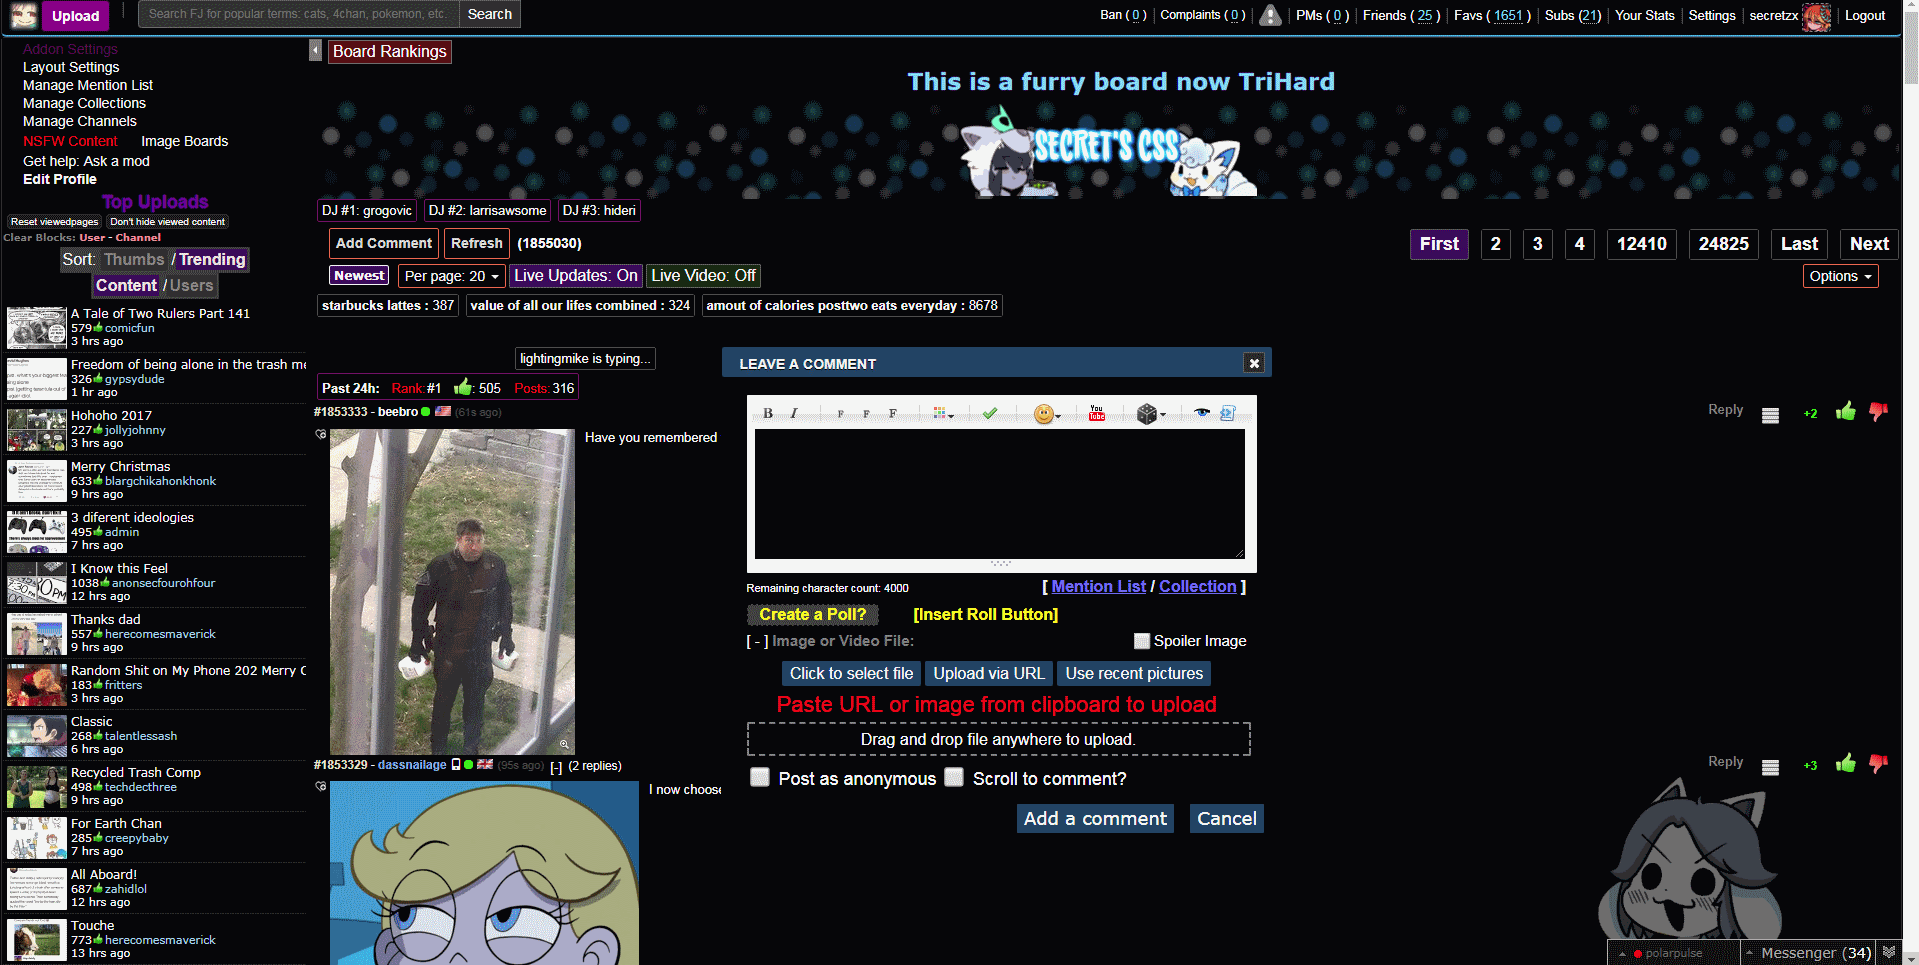 Upload
Search FJ for popular terms: cats, 4chan, pokemon, etc. Search
Ban ( 0 ) Complaints ( 0 ) PMs ( 0 ) Friends ( 25 ) Favs ( 1651 ) Subs (21) Your Stats Settings secretzx Logout
Addon Settings
Layout Settings
Manage Mention List
Manage Collections
Manage Channels
NSFW Content Image Boards
Get help: Ask a mod
Edit Profile
Top Uploads
Reset viewedpages Don't hide viewed content
Clear Blocks: User - Channel
Sort: Thumbs / Trending
Content / Users
A Tale of Two Rulers Part 141
579 comicfun
3 hrs ago
Freedom of being alone in the trash me
326 gypsydude
1 hr ago
Hohoho 2017
227 jollyjohnny
3 hrs ago
Merry Christmas
633 blargchikahonkhonk
9 hrs ago
3 diferent ideologies
495 admin
7 hrs ago
I Know this Feel
1038 anonsecfourohfour
12 hrs ago
Thanks dad
557 herecomesmaverick
9 hrs ago
Random Shit on My Phone 202 Merry C
183 fritters
3 hrs ago
Classic
268 talentlessash
6 hrs ago
Recycled Trash Comp
498 techdecthree
9 hrs ago
For Earth Chan
285 creepybaby
7 hrs ago
All Aboard!
687 zahidlol
12 hrs ago
Touche
773 herecomesmaverick
13 hrs ago
Board Rankings
This is a furry board now TriHard
SECRET'S CSS
DJ #1: grogovic DJ #2: larrisawsome DJ #3: hideri
Add Comment Refresh (1855030)
First 2 3 4 12410 24825 Last Next
Newest Per page: 20 Live Updates: On Live Video: Off
Options
starbucks lattes : 387 value of all our lifes combined : 324 amout of calories posttwo eats everyday : 8678
lightingmike is typing...
Past 24h: Rank: #1 : 505 Posts: 316
#1853333 - beebro (61s ago)
Reply +2
Have you remembered
LEAVE A COMMENT
B I F F F You Tube
Remaining character count: 4000 [ Mention List / Collection ]
Create a Poll? [Insert Roll Button]
[ - ] Image or Video File: Spoiler Image
Click to select file Upload via URL Use recent pictures
Paste URL or image from clipboard to upload
Drag and drop file anywhere to upload.
Post as anonymous Scroll to comment?
Add a comment Cancel
#1853329 - dassnailage (95s ago) [-] (2 replies)
Reply +3
I now choose
polarpulse Messenger (34)